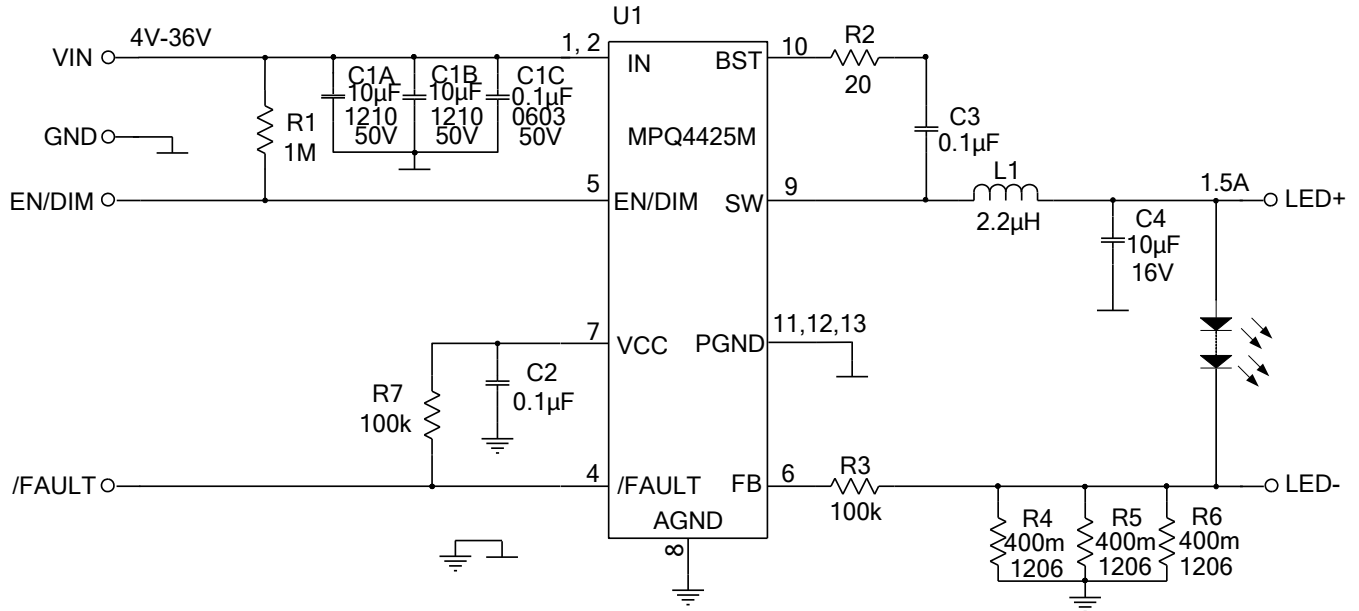 U1
VIN
4V-36V
1, 2
IN
BST
10
R2
20
C1A
10µF
1210
50V
C1B
10µF
1210
50V
C1C
0.1µF
0603
50V
R1
1M
GND
MPQ4425M
C3
0.1µF
EN/DIM
5
EN/DIM
SW
9
L1
2.2µH
1.5A
LED+
C4
10µF
16V
7
VCC
PGND
11,12,13
C2
0.1µF
R7
100k
/FAULT
4
/FAULT
FB
6
R3
100k
LED-
AGND
8
R4
400m
1206
R5
400m
1206
R6
400m
1206